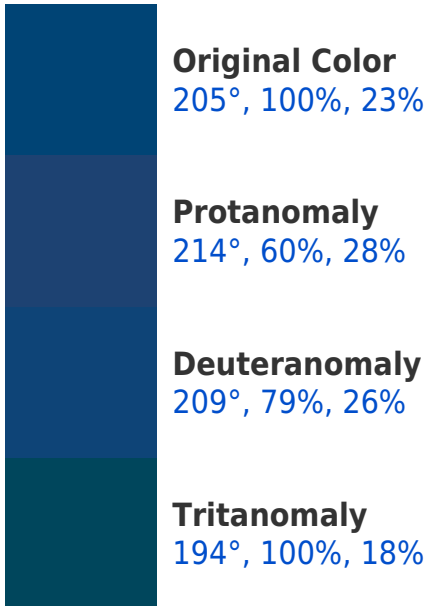 Original Color
205°, 100%, 23%
Protanomaly
214°, 60%, 28%
Deuteranomaly
209°, 79%, 26%
Tritanomaly
194°, 100%, 18%